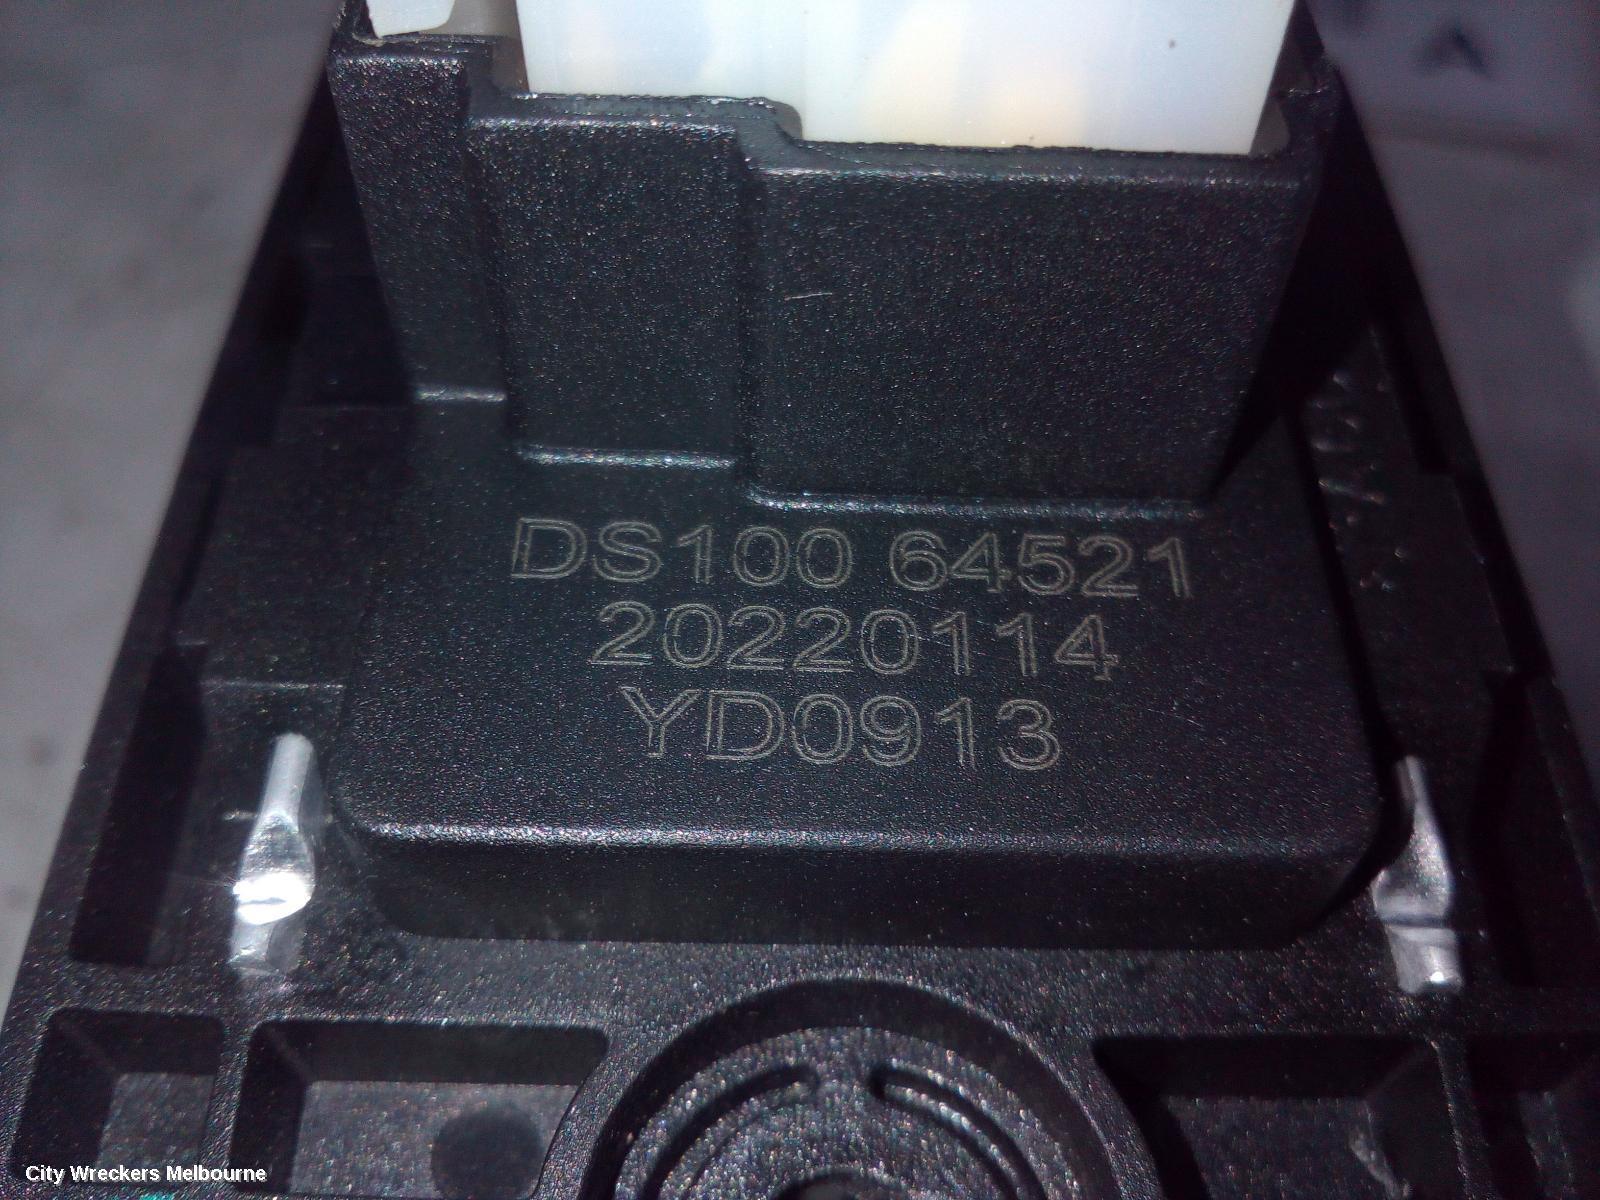 DS100 64521
20220114
YD0913
City Wreckers Melbourne